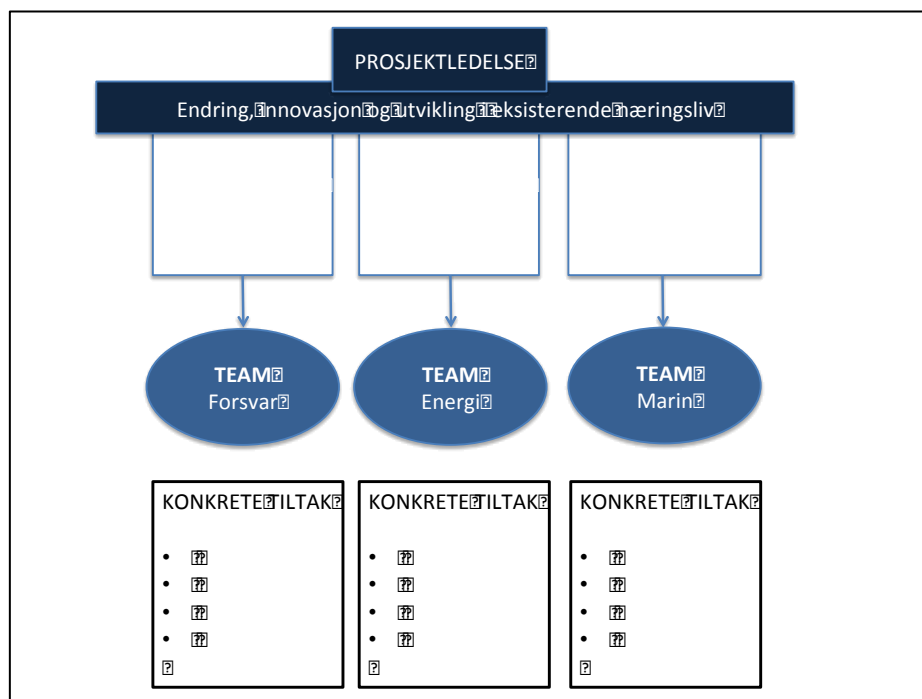 PROSJEKTLEDELSE
Endring, innovasjon og utvikling i eksisterende næringsliv
TEAM
Forsvar
TEAM
Energi
TEAM
Marin
KONKRETE TILTAK
KONKRETE TILTAK
KONKRETE TILTAK